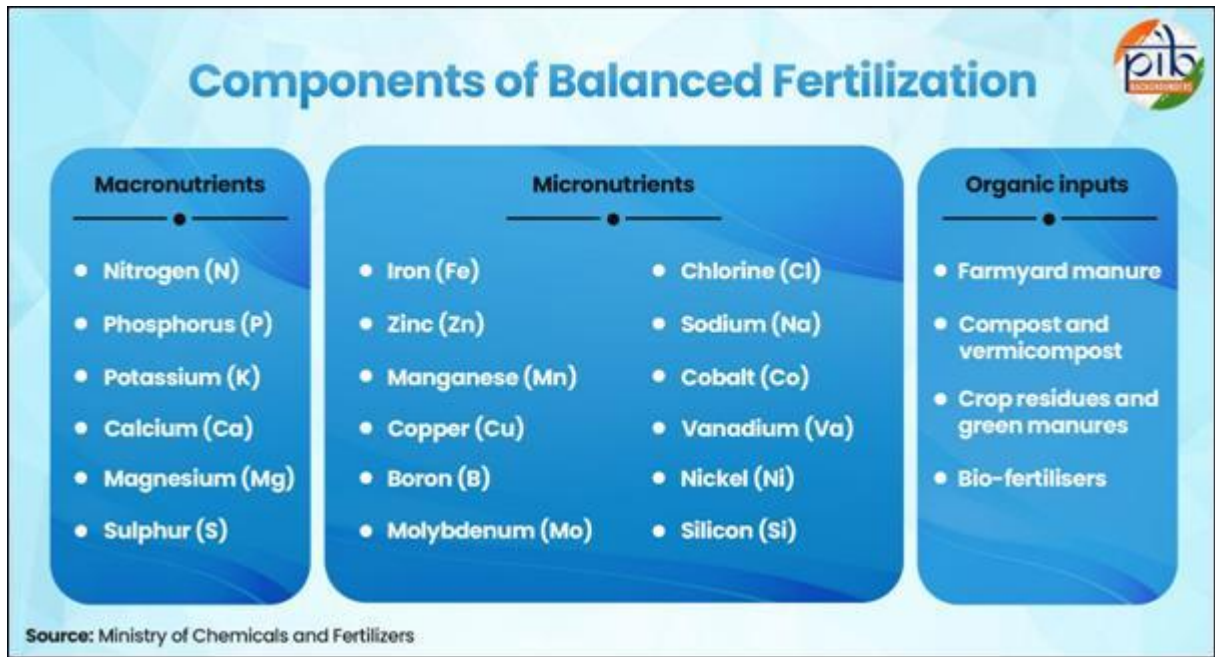 Components of Balanced Fertilization
pib
BACKGROUNDERS
Macronutrients
Nitrogen (N)
Phosphorus (P)
Potassium (K)
Calcium (Ca)
Magnesium (Mg)
Sulphur (S)
Micronutrients
Iron (Fe)
Zinc (Zn)
Manganese (Mn)
Copper (Cu)
Boron (B)
Molybdenum (Mo)
Chlorine (Cl)
Sodium (Na)
Cobalt (Co)
Vanadium (Va)
Nickel (Ni)
Silicon (Si)
Organic inputs
Farmyard manure
Compost and
vermicompost
Crop residues and
green manures
Bio-fertilisers
Source: Ministry of Chemicals and Fertilizers